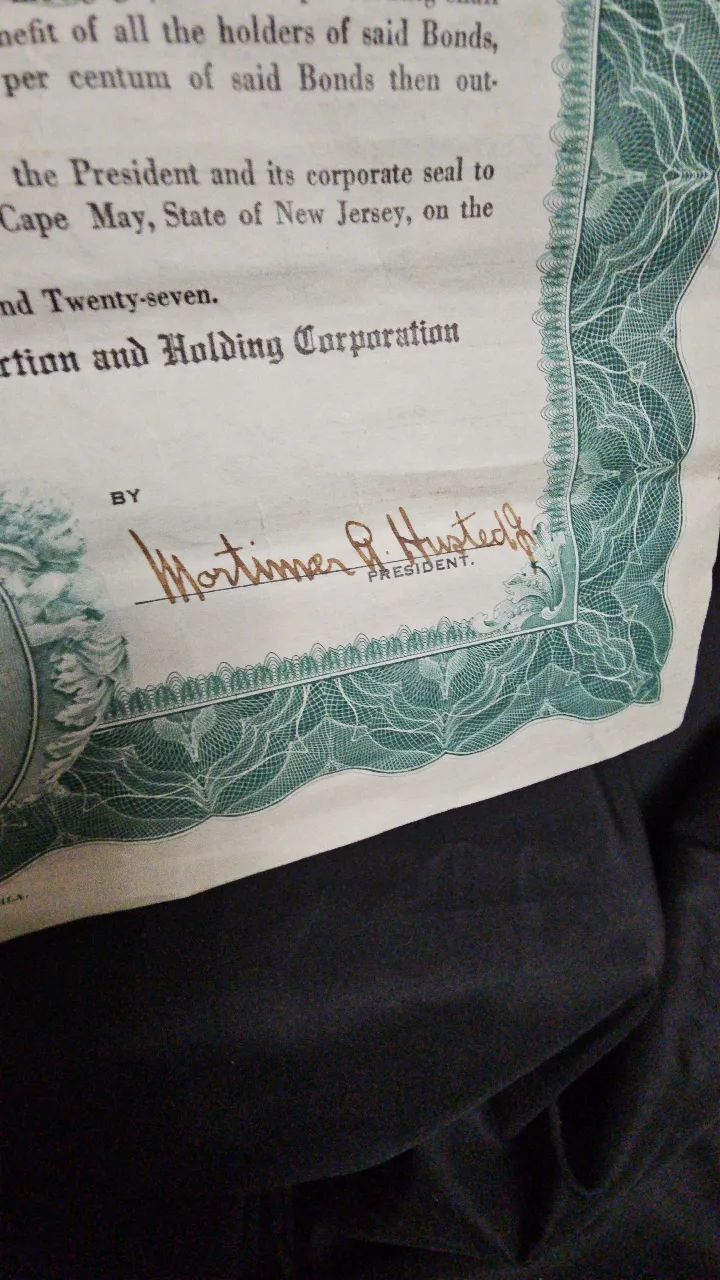 nefit of all the holders of said Bonds,
per centum of said Bonds then out-
the President and its corporate seal to
Cape May, State of New Jersey, on the
nd Twenty-seven.
rtion and Holding Corporation
BY
Mortimer R. Husted Jr
PRESIDENT.